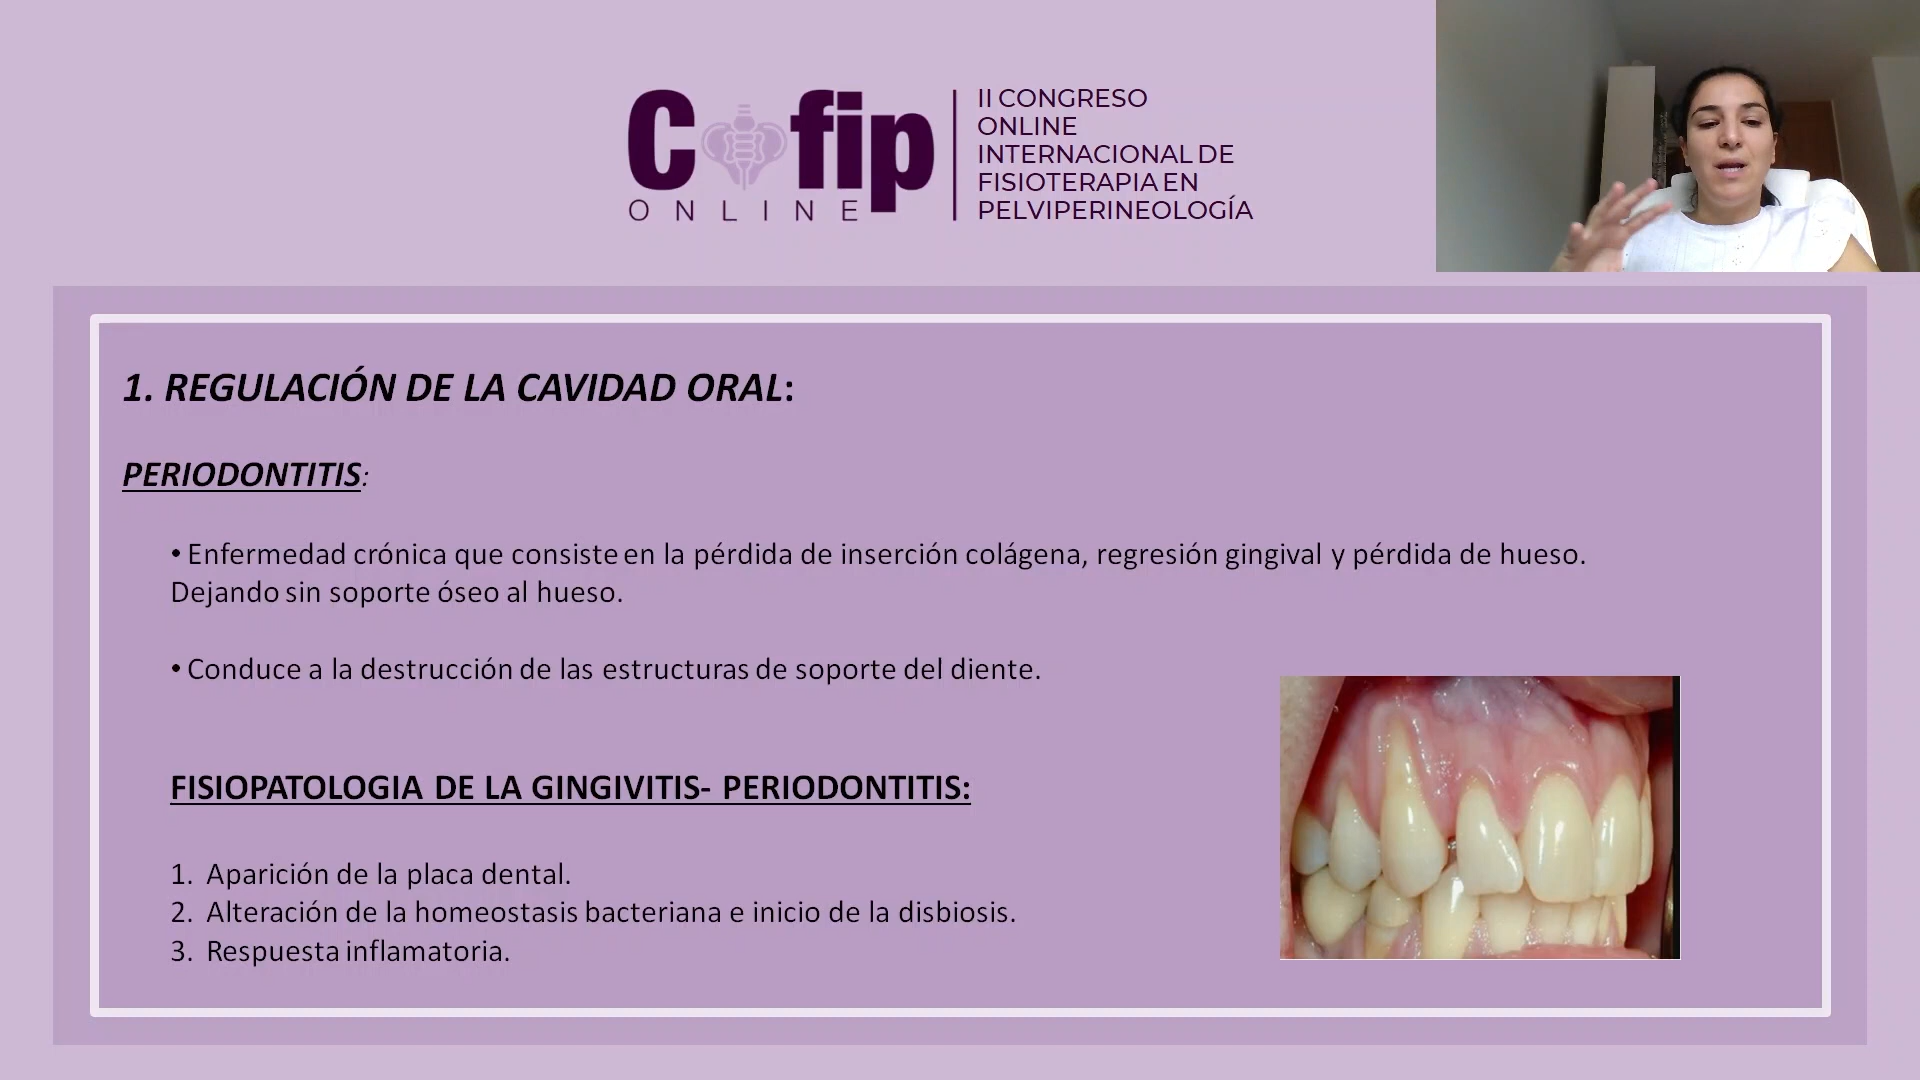 Cofip
ONLINE
II CONGRESO
ONLINE
INTERNACIONAL DE
FISIOTERAPIA EN
PELVIPERINEOLOGÍA
1. REGULACIÓN DE LA CAVIDAD ORAL:
PERIODONTITIS:
• Enfermedad crónica que consiste en la pérdida de inserción colágena, regresión gingival y pérdida de hueso.
Dejando sin soporte óseo al hueso.
• Conduce a la destrucción de las estructuras de soporte del diente.
FISIOPATOLOGIA DE LA GINGIVITIS- PERIODONTITIS:
1. Aparición de la placa dental.
2. Alteración de la homeostasis bacteriana e inicio de la disbiosis.
3. Respuesta inflamatoria.